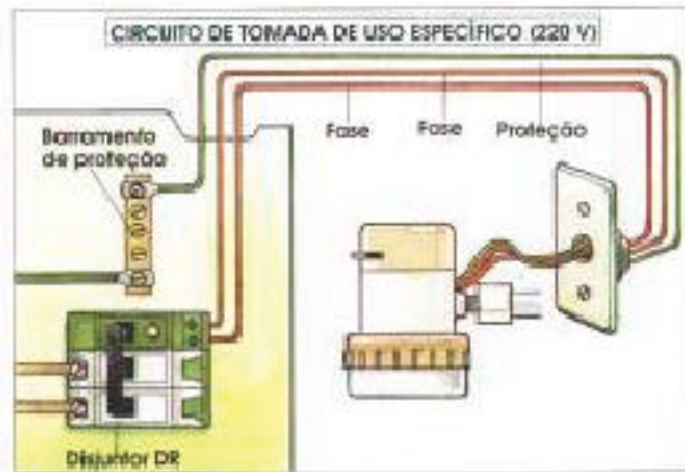 CIRCUITO DE TOMADA DE USO ESPECÍFICO (220 V)
Fase
Fase
Proteção
Barramento
de proteção
Disjuntor DR